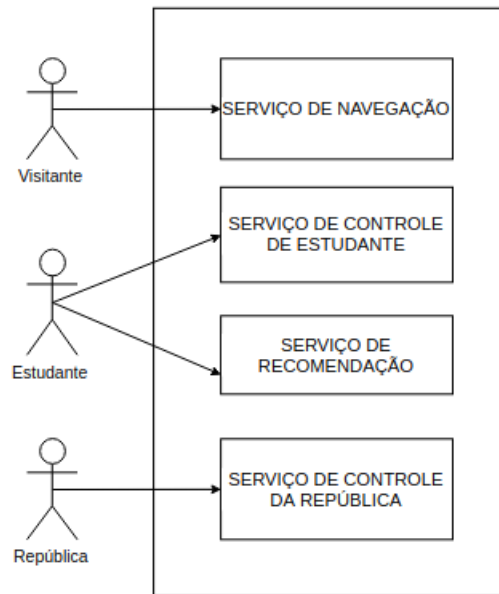 SERVIÇO DE NAVEGAÇÃO
Visitante
SERVIÇO DE CONTROLE
DE ESTUDANTE
Estudante
SERVIÇO DE
RECOMENDAÇÃO
SERVIÇO DE CONTROLE
DA REPÚBLICA
República